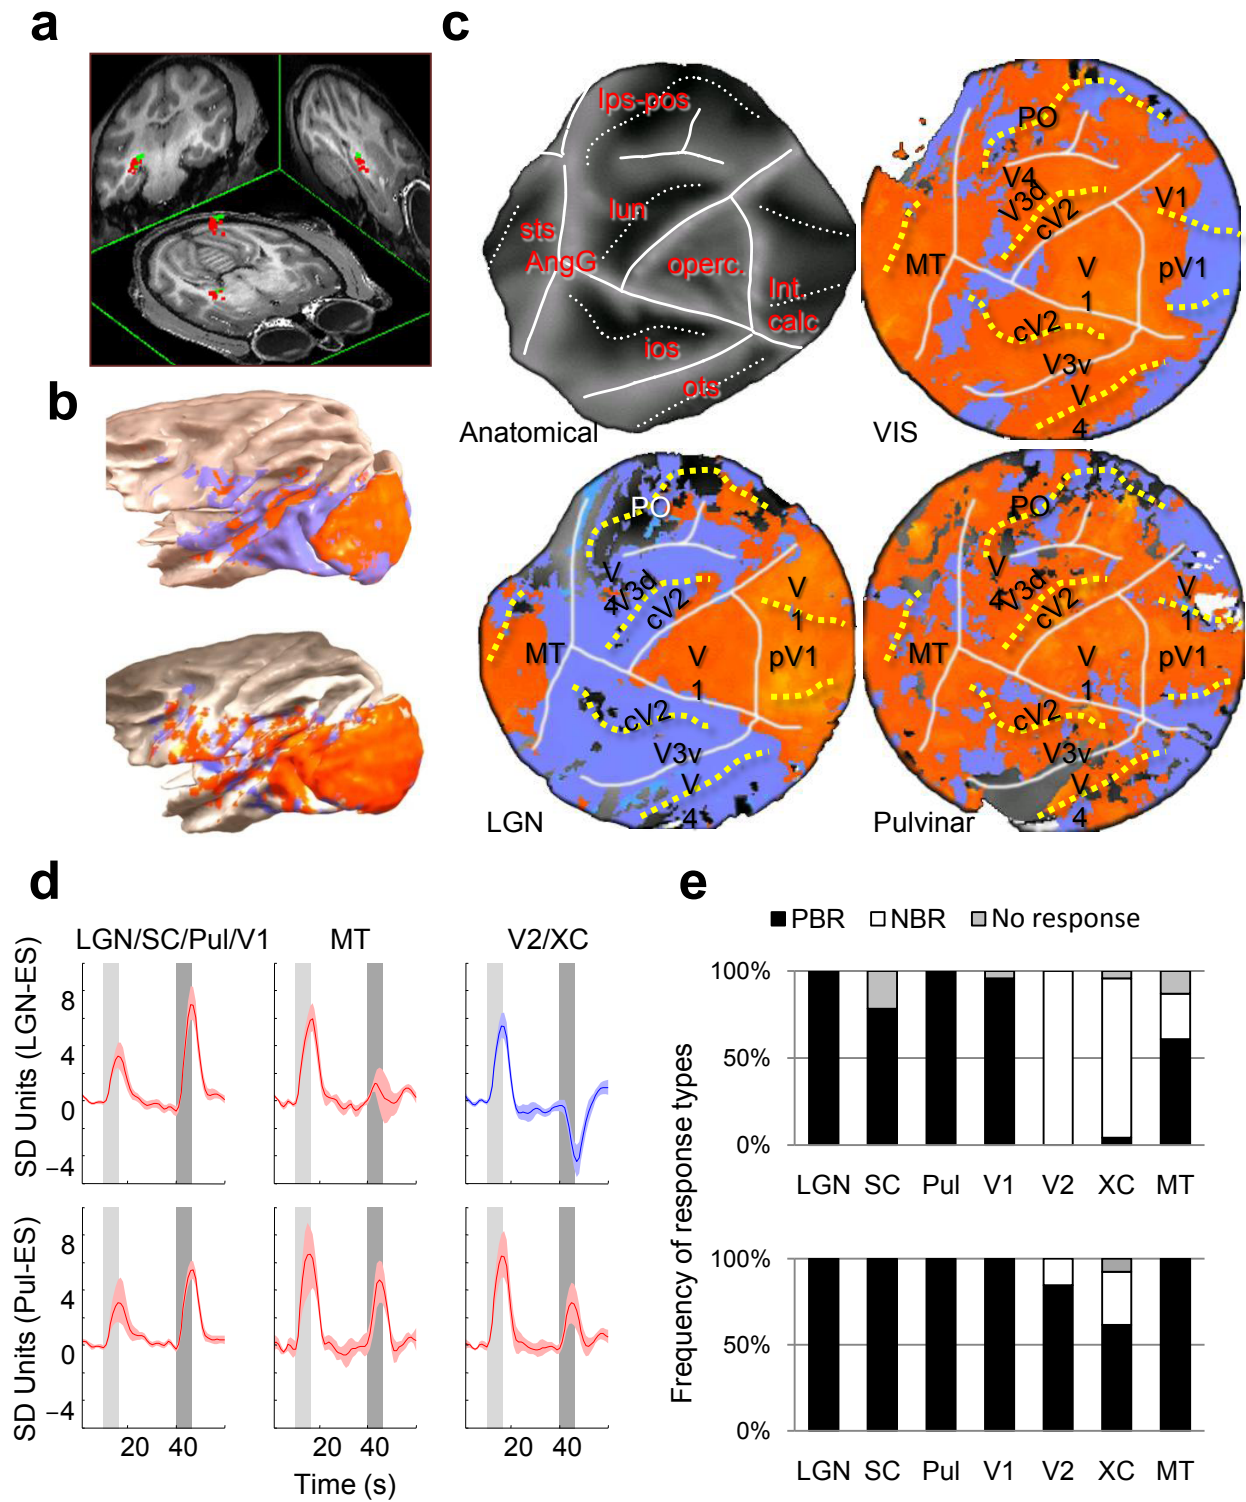 a
b
c
lps-pos
lun
sts
AngG
operc.
Int.
calc
ios
ots
Anatomical
PO
V4
V3d
cV2
V1
MT
V
1
pV1
cV2
V3v
V
4
VIS
PO
V
4
V3d
cV2
V
1
MT
V
1
pV1
cV2
V3v
V
4
LGN
PO
V
4
V3d
cV2
V
1
MT
V
1
pV1
cV2
V3v
V
4
Pulvinar
d
LGN/SC/Pul/V1
MT
V2/XC
SD Units (LGN-ES)
8
4
0
−4
SD Units (Pul-ES)
8
4
0
−4
20 40
20 40
20 40
Time (s)
e
PBR NBR No response
Frequency of response types
100%
50%
0%
LGN SC Pul V1 V2 XC MT
100%
50%
0%
LGN SC Pul V1 V2 XC MT